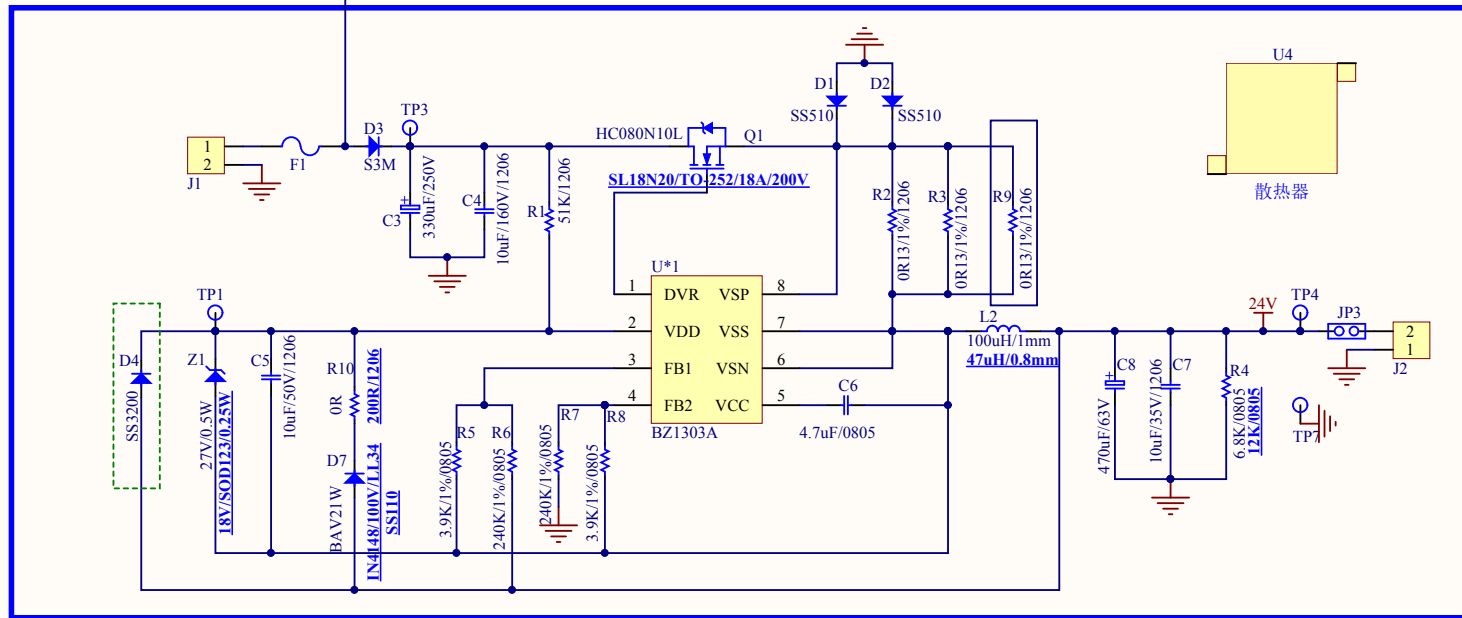 U4
散热器
J1
1
2
F1
D3
S3M
TP3
C3
330uF/250V
C4
10uF/160V/1206
R1
51K/1206
HC080N10L
Q1
SL18N20/TO-252/18A/200V
D1
SS510
D2
SS510
R2
0R13/1%/1206
R3
0R13/1%/1206
R9
0R13/1%/1206
U*1
1
DVR
VSP
8
2
VDD
VSS
7
3
FB1
VSN
6
4
FB2
VCC
5
BZ1303A
TP1
D4
SS3200
Z1
27V/0.5W
18V/SOD123/0.25W
C5
10uF/50V/1206
R10
0R
200R/1206
D7
BAV21W
IN4148/100V/LL34
SS110
R5
3.9K/1%/0805
R6
240K/1%/0805
R7
240K/1%/0805
R8
3.9K/1%/0805
C6
4.7uF/0805
L2
100uH/1mm
47uH/0.8mm
C8
470uF/63V
C7
10uF/35V/1206
R4
6.8K/0805
12K/0805
24V
TP4
JP3
2
1
J2
TP7